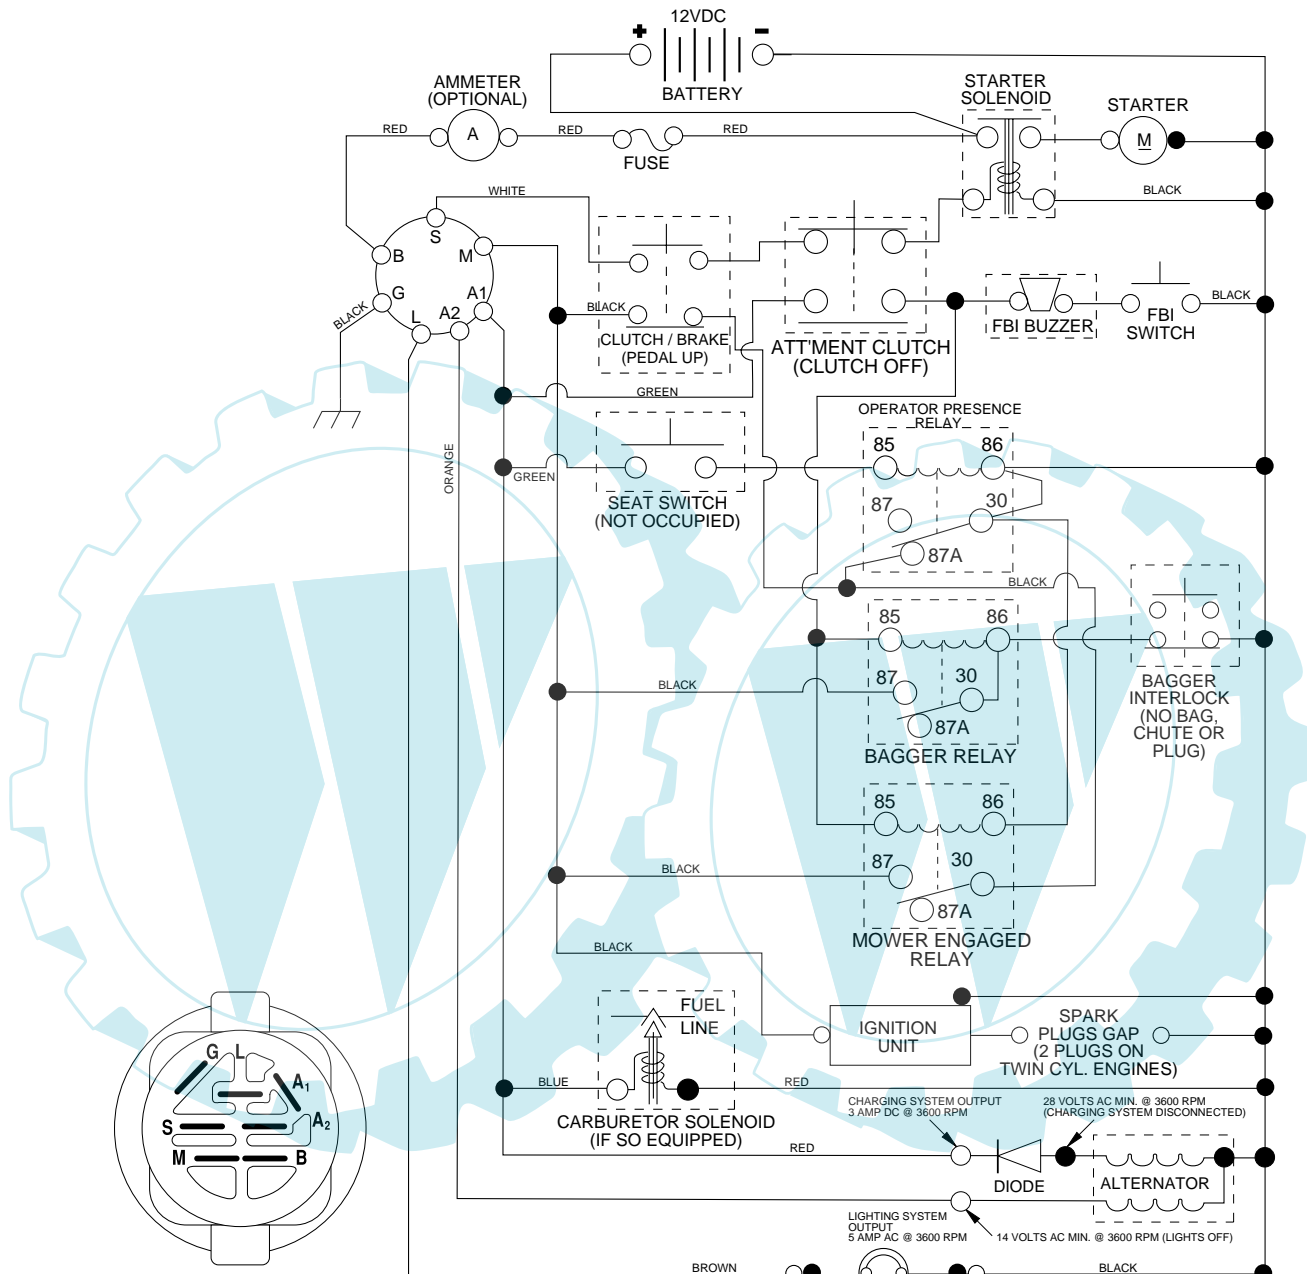 12VDC
+ -
BATTERY
AMMETER
(OPTIONAL)
A
RED
RED
FUSE
RED
STARTER
SOLENOID
STARTER
M
BLACK
WHITE
S
B
M
G
L
A2
A1
BLACK
BLACK
CLUTCH / BRAKE
(PEDAL UP)
ATT'MENT CLUTCH
(CLUTCH OFF)
FBI BUZZER
FBI
SWITCH
BLACK
GREEN
OPERATOR PRESENCE
RELAY
85 86
87 30
87A
ORANGE
GREEN
SEAT SWITCH
(NOT OCCUPIED)
BLACK
85 86
87 30
87A
BAGGER RELAY
BLACK
BAGGER
INTERLOCK
(NO BAG,
CHUTE OR
PLUG)
85 86
87 30
87A
MOWER ENGAGED
RELAY
BLACK
BLACK
FUEL
LINE
IGNITION
UNIT
SPARK
PLUGS GAP
(2 PLUGS ON
TWIN CYL. ENGINES)
BLUE
RED
CARBURETOR SOLENOID
(IF SO EQUIPPED)
CHARGING SYSTEM OUTPUT
3 AMP DC @ 3600 RPM
28 VOLTS AC MIN. @ 3600 RPM
(CHARGING SYSTEM DISCONNECTED)
RED
DIODE
ALTERNATOR
LIGHTING SYSTEM
OUTPUT
5 AMP AC @ 3600 RPM
14 VOLTS AC MIN. @ 3600 RPM (LIGHTS OFF)
G L
A1
A2
S
M B
BROWN
BLACK